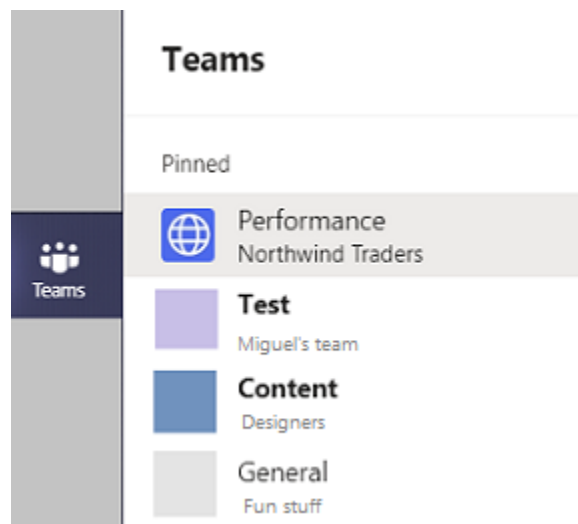 Teams
Pinned
Performance
Northwind Traders
Teams
Test
Miguel's team
Content
Designers
General
Fun stuff